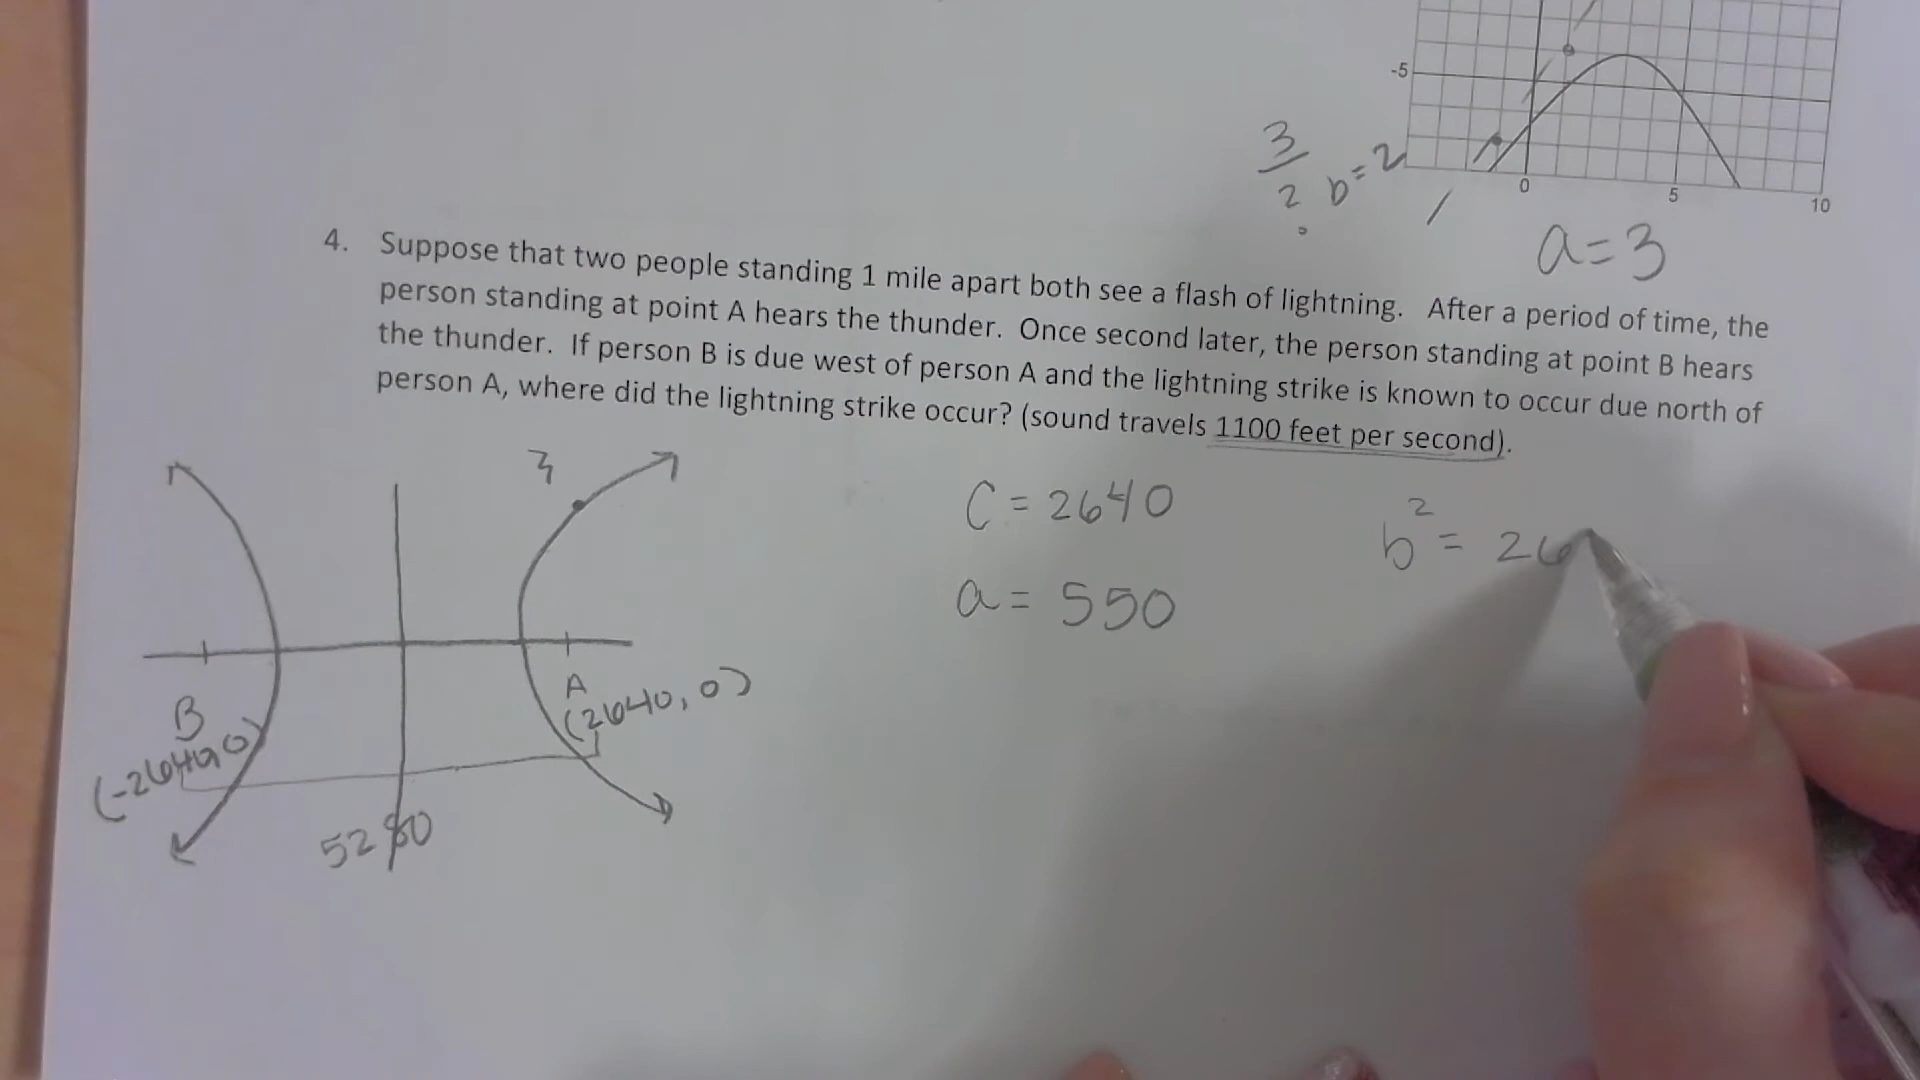 -5
3
2
b=2
0
5
10
a=3
4. Suppose that two people standing 1 mile apart both see a flash of lightning. After a period of time, the
person standing at point A hears the thunder. Once second later, the person standing at point B hears
the thunder. If person B is due west of person A and the lightning strike is known to occur due north of
person A, where did the lightning strike occur? (sound travels 1100 feet per second).
C = 2640
b² = 26
a = 550
A
(2640, 0)
B
(-2640, 0)
5280